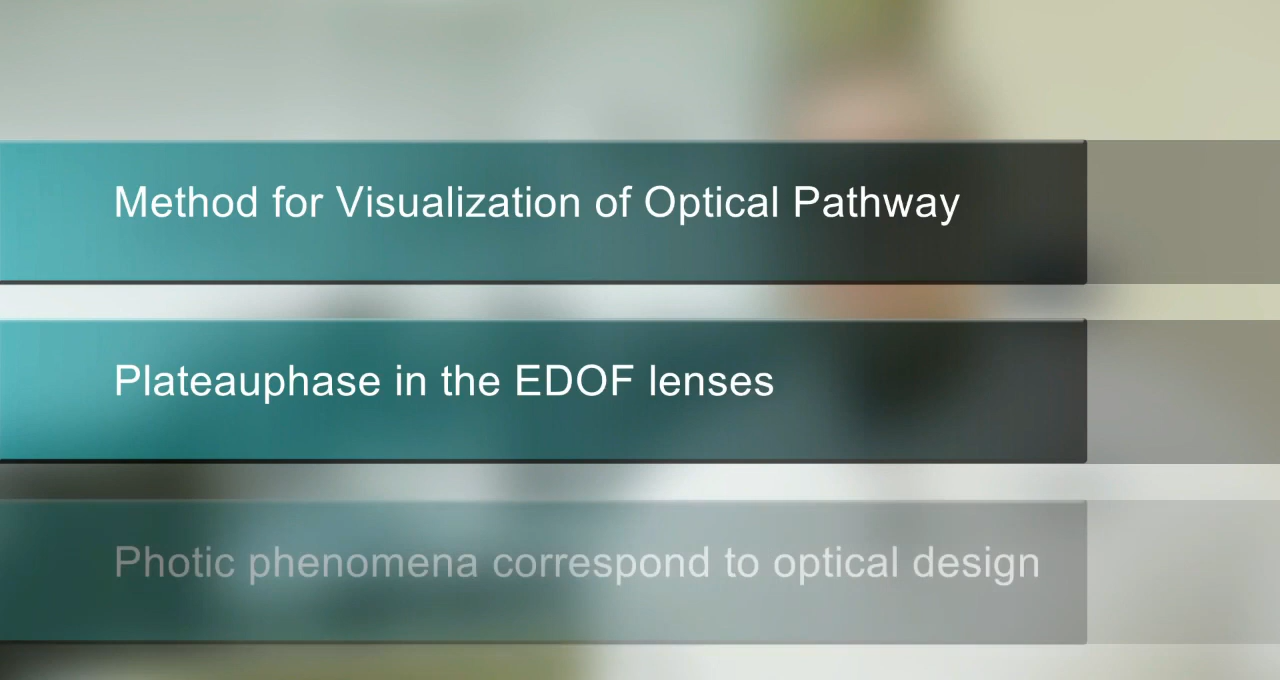 Method for Visualization of Optical Pathway
Plateauphase in the EDOF lenses
Photic phenomena correspond to optical design